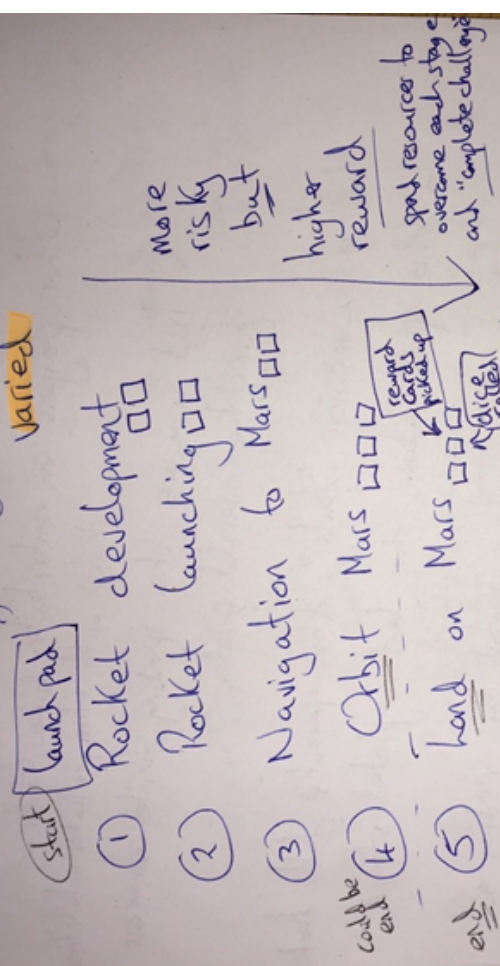 varied
start Launch pad
1 Rocket development
2 Rocket launching
3 Navigation to Mars
could be
end
4 Orbit Mars
end
5 Land on Mars
more
risky
but
higher
reward
reward
cards
picked up
dice
rolled
spend resources to
overcome each stage
and "complete challenge"